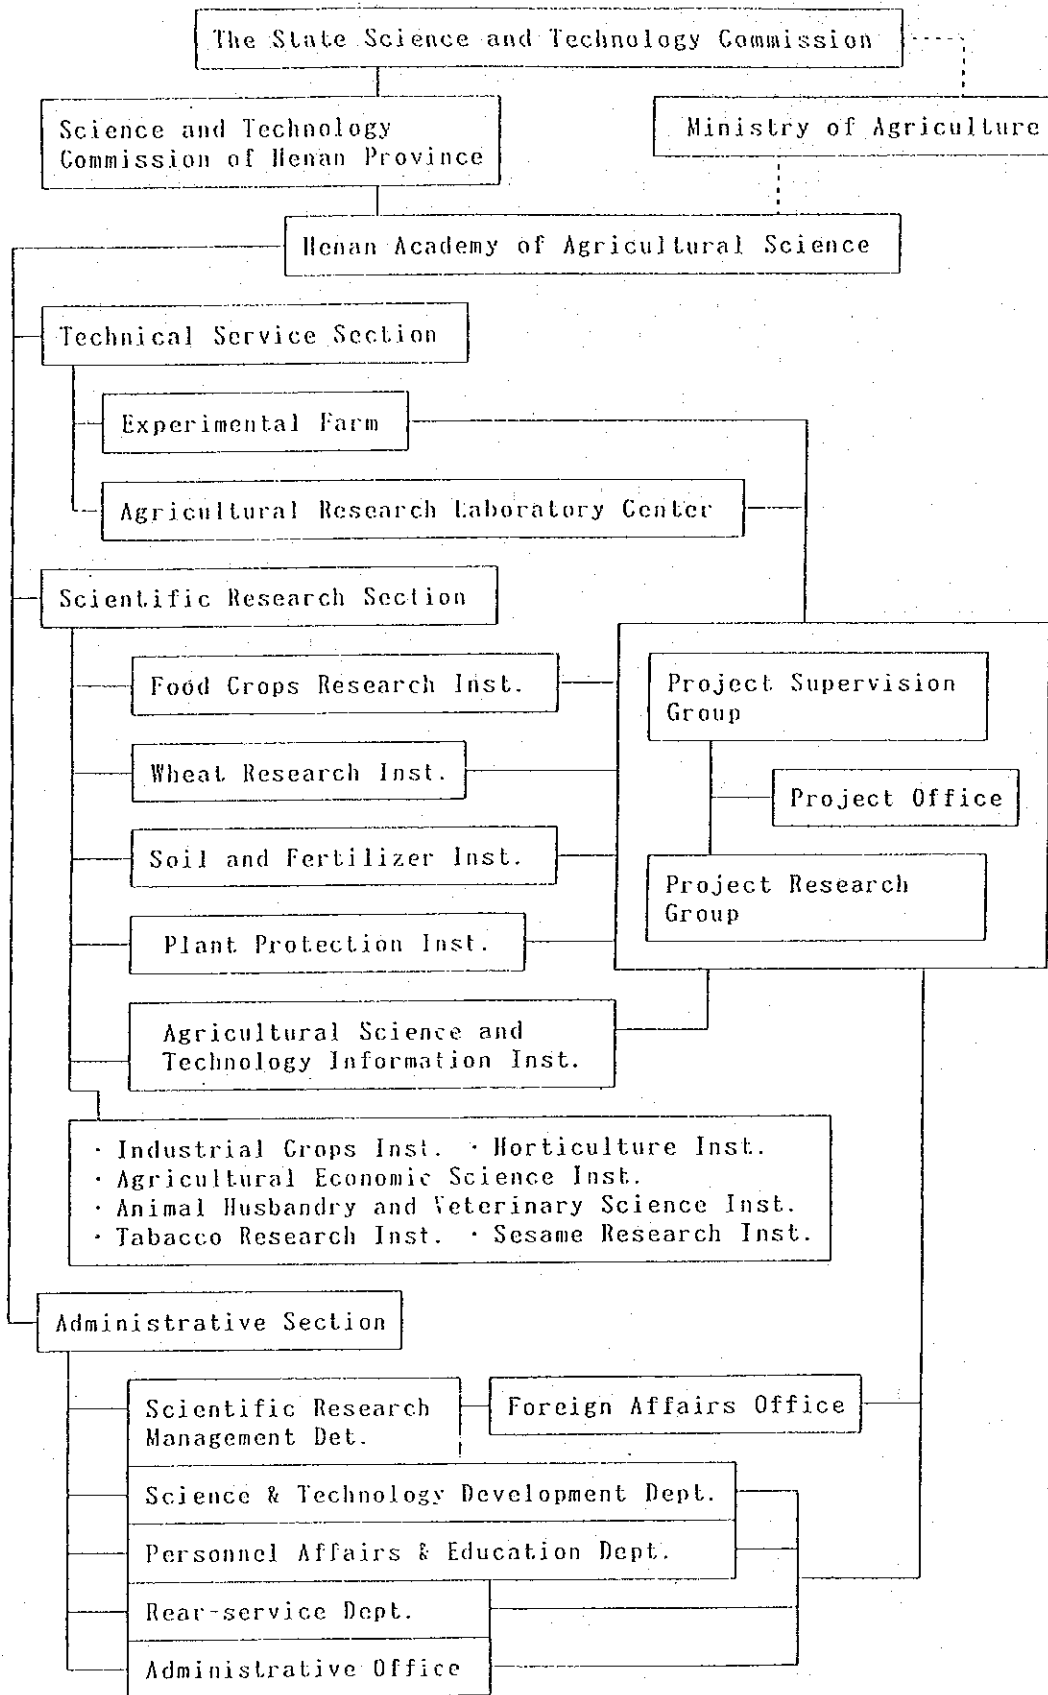 The State Science and Technology Commission
Science and Technology
Commission of Henan Province
Ministry of Agriculture
Henan Academy of Agricultural Science
Technical Service Section
Experimental Farm
Agricultural Research Laboratory Center
Scientific Research Section
Food Crops Research Inst.
Project Supervision
Group
Wheat Research Inst.
Project Office
Soil and Fertilizer Inst.
Project Research
Group
Plant Protection Inst.
Agricultural Science and
Technology Information Inst.
· Industrial Crops Inst. · Horticulture Inst.
· Agricultural Economic Science Inst.
· Animal Husbandry and Veterinary Science Inst.
· Tabacco Research Inst. · Sesame Research Inst.
Administrative Section
Scientific Research
Management Det.
Foreign Affairs Office
Science & Technology Development Dept.
Personnel Affairs & Education Dept.
Rear-service Dept.
Administrative Office